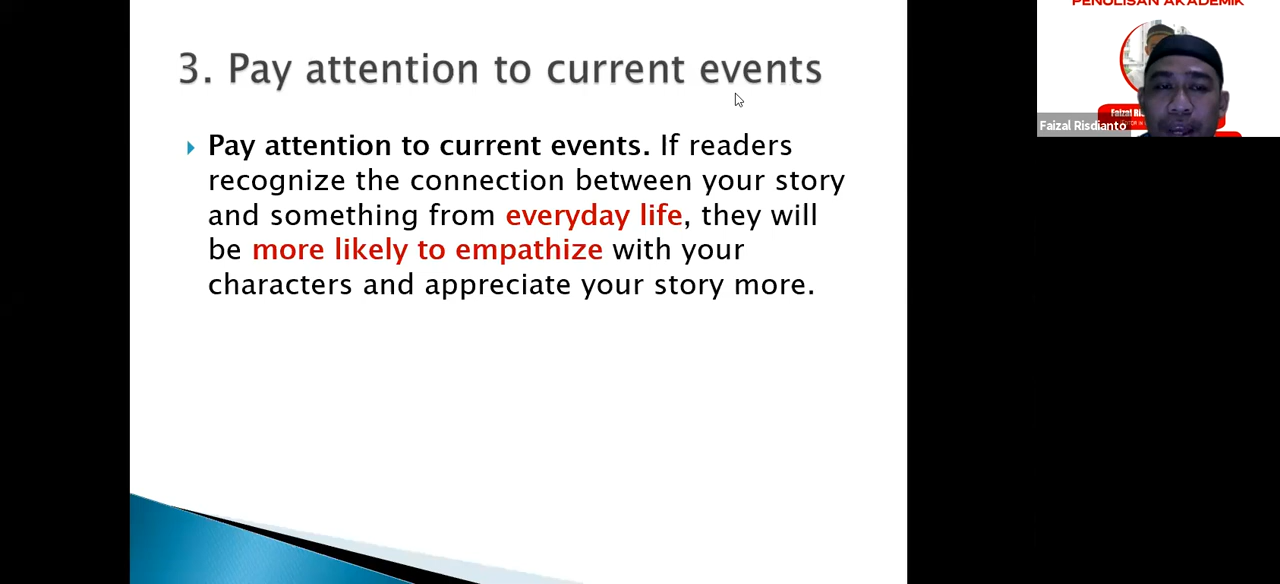 3. Pay attention to current events
Pay attention to current events. If readers
recognize the connection between your story
and something from everyday life, they will
be more likely to empathize with your
characters and appreciate your story more.
PENULISAN AKADEMIK
Faizal
Faizal Risdianto